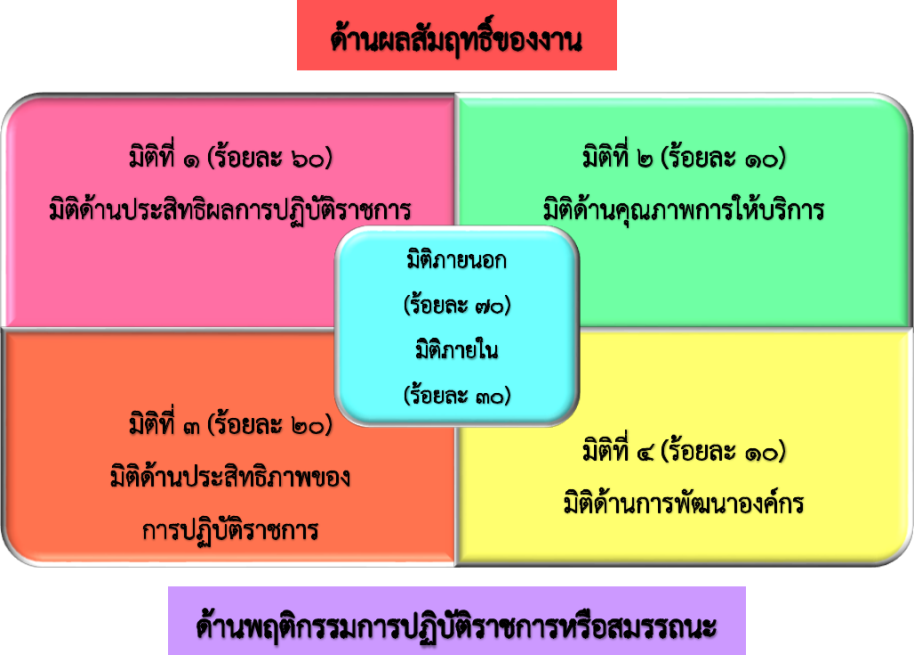 ด้านผลสัมฤทธิ์ของงาน
มิติที่ ๑ (ร้อยละ ๖๐)
มิติด้านประสิทธิผลการปฏิบัติราชการ
มิติที่ ๒ (ร้อยละ ๑๐)
มิติด้านคุณภาพการให้บริการ
มิติภายนอก
(ร้อยละ ๗๐)
มิติภายใน
(ร้อยละ ๓๐)
มิติที่ ๓ (ร้อยละ ๒๐)
มิติด้านประสิทธิภาพของ
การปฏิบัติราชการ
มิติที่ ๔ (ร้อยละ ๑๐)
มิติด้านการพัฒนาองค์กร
ด้านพฤติกรรมการปฏิบัติราชการหรือสมรรถนะ